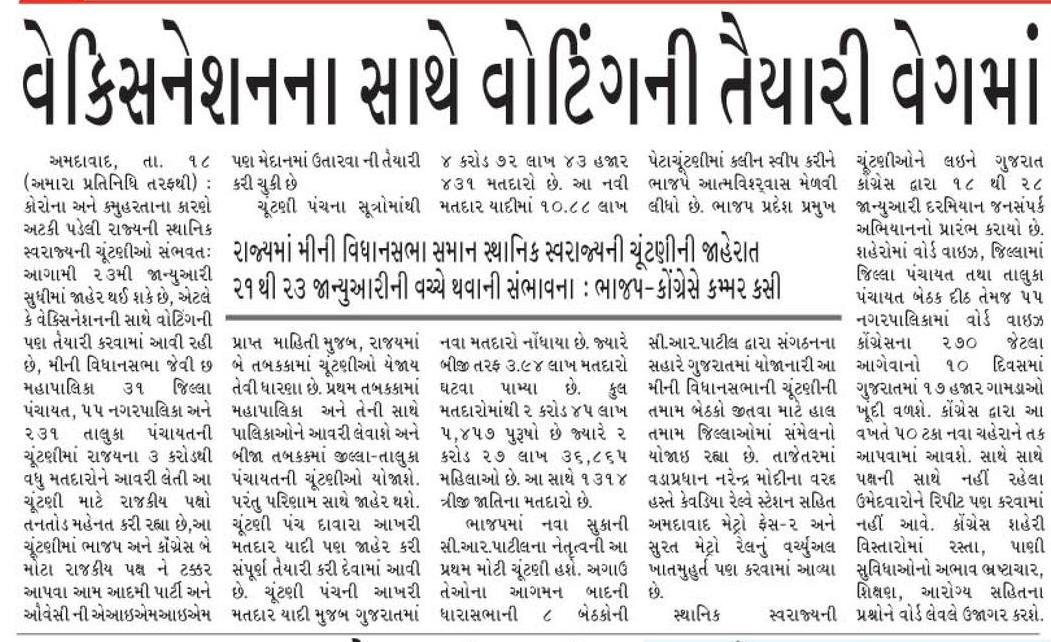 વેક્સિનેશનના સાથે વોટિંગની તૈયારી વેગમાં
અમદાવાદ, તા. ૧૮
(અમારા પ્રતિનિધિ તરફથી) :
કોરોના અને કમુહરતાના કારણે
અટકી પડેલી રાજ્યની સ્થાનિક
સ્વરાજ્યની ચૂંટણીઓ સંભવત:
આગામી ૨૩મી જાન્યુઆરી
સુધીમાં જાહેર થઈ શકે છે, એટલે
કે વેક્સિનેશનની સાથે વોટિંગની
પણ તૈયારી કરવામાં આવી રહી
છે, મીની વિધાનસભા જેવી છ
મહાપાલિકા ૩૧ જિલ્લા
પંચાયત, ૫૫ નગરપાલિકા અને
૨૩૧ તાલુકા પંચાયતની
ચૂંટણીમાં રાજયના ૩ કરોડથી
વધુ મતદારોને આવરી લેતી આ
ચૂંટણી માટે રાજકીય પક્ષો
તનતોડ મહેનત કરી રહ્યા છે,આ
ચૂંટણીમાં ભાજપ અને કોંગ્રેસ બે
મોટા રાજકીય પક્ષ ને ટક્કર
આપવા આમ આદમી પાર્ટી અને
ઔવેસી ની એઆઇએમઆઇએમ
પણ મેદાનમાં ઉતારવા ની તૈયારી
કરી ચુકી છે
ચૂંટણી પંચના સૂત્રોમાંથી
રાજ્યમાં મીની વિધાનસભા સમાન સ્થાનિક સ્વરાજ્યની ચૂંટણીની જાહેરાત
૨૧થી ૨૩ જાન્યુઆરીની વચ્ચે થવાની સંભાવના : ભાજપ-કોંગ્રેસે કમ્મર કસી
પ્રાપ્ત માહિતી મુજબ, રાજયમાં
બે તબકકામાં ચૂંટણીઓ યેજાય
તેવી ધારણા છે. પ્રથમ તબકકામાં
મહાપાલિકા અને તેની સાથે
પાલિકાઓને આવરી લેવાશે અને
બીજા તબકકમાં જીલ્લા-તાલુકા
પંચાયતની ચૂંટણીઓ યોજાશે.
પરંતુ પરિણામ સાથે જાહેર થશે.
ચૂંટણી પંચ દાવારા આખરી
મતદાર યાદી પણ જાહેર કરી
સંપૂર્ણ તૈયારી કરી દેવામાં આવી
છે. ચૂંટણી પંચની આખરી
મતદાર યાદી મુજબ ગુજરાતમાં
૪ કરોડ ૭૨ લાખ ૪૩ હજાર
૪૩૧ મતદારો છે. આ નવી
મતદાર યાદીમાં ૧૦.૮૮ લાખ
નવા મતદારો નોંધાયા છે. જ્યારે
બીજી તરફ ૩.૯૪ લાખ મતદારો
ઘટવા પામ્યા છે. કુલ
મતદારોમાંથી ૨ કરોડ ૪૫ લાખ
૫,૪૫૭ પુરૂષો છે જ્યારે ૨
કરોડ ૨૭ લાખ ૩૬,૮૬૫
મહિલાઓ છે. આ સાથે ૧૩૧૪
ત્રીજી જાતિના મતદારો છે.
ભાજપમાં નવા સુકાની
સી.આર.પાટીલના નેતૃત્વની આ
પ્રથમ મોટી ચૂંટણી હશે. અગાઉ
તેઓના આગમન બાદની
ધારાસભાની ૮ બેઠકોની
પેટાચૂંટણીમાં કલીન સ્વીપ કરીને
ભાજપે આત્મવિશ્વાસ મેળવી
લીધો છે. ભાજપ પ્રદેશ પ્રમુખ
સી.આર.પાટીલ દ્વારા સંગઠનના
સહારે ગુજરાતમાં યોજાનારી આ
મીની વિધાનસભાની ચૂંટણીની
તમામ બેઠકો જીતવા માટે હાલ
તમામ જિલ્લાઓમાં સંમેલનો
યોજાઇ રહ્યા છે. તાજેતરમાં
વડાપ્રધાન નરેન્દ્ર મોદીના વરદ
હસ્તે કેવડિયા રેલ્વે સ્ટેશન સહિત
અમદાવાદ મેટ્રો ફેસ-૨ અને
સુરત મેટ્રો રેલનું વર્ચ્યુઅલ
ખાતમુહુર્ત પણ કરવામાં આવ્યા
છે.
સ્થાનિક સ્વરાજ્યની
ચૂંટણીઓને લઇને ગુજરાત
કોંગ્રેસ દ્વારા ૧૮ થી ૨૮
જાન્યુઆરી દરમિયાન જનસંપર્ક
અભિયાનનો પ્રારંભ કરાયો છે.
શહેરોમાં વોર્ડ વાઇઝ, જિલ્લામાં
જિલ્લા પંચાયત તથા તાલુકા
પંચાયત બેઠક દીઠ તેમજ ૫૫
નગરપાલિકામાં વોર્ડ વાઇઝ
કોંગ્રેસના ૨૭૦ જેટલા
આગેવાનો ૧૦ દિવસમાં
ગુજરાતમાં ૧૭ હજાર ગામડાઓ
ખૂંદી વળશે. કોંગ્રેસ દ્વારા આ
વખતે ૫૦ ટકા નવા ચહેરાને તક
આપવામાં આવશે. સાથે સાથે
પક્ષની સાથે નહીં રહેલા
ઉમેદવારોને રિપીટ પણ કરવામાં
નહીં આવે. કોંગ્રેસ શહેરી
વિસ્તારોમાં રસ્તા, પાણી
સુવિધાઓનો અભાવ ભ્રષ્ટાચાર,
શિક્ષણ, આરોગ્ય સહિતના
પ્રશ્નોને વોર્ડ લેવલે ઉજાગર કરશે.